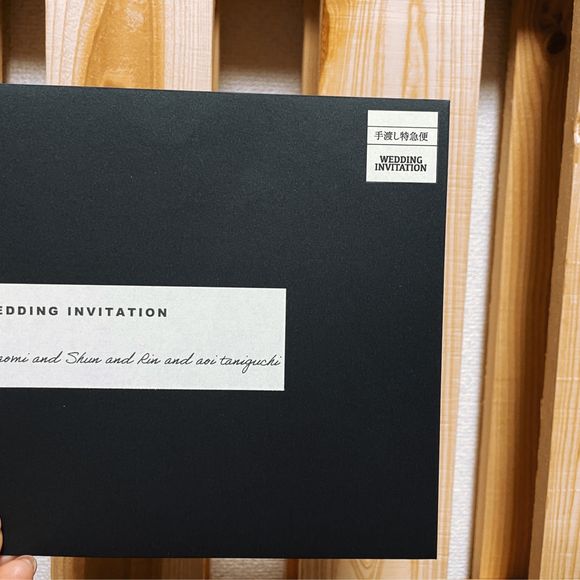 手渡し特急便
WEDDING
INVITATION
EDDING INVITATION
omi and Shun and Rin and aoi taniguchi